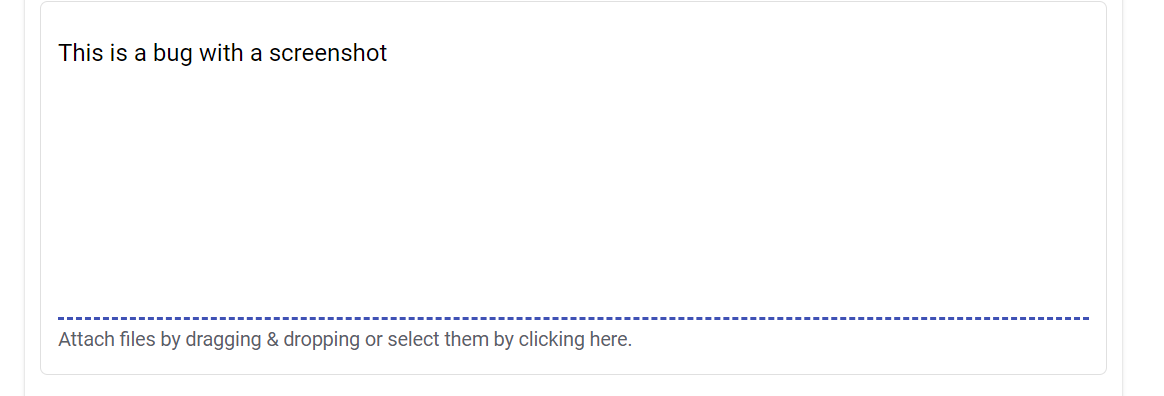 This is a bug with a screenshot
Attach files by dragging & dropping or select them by clicking here.